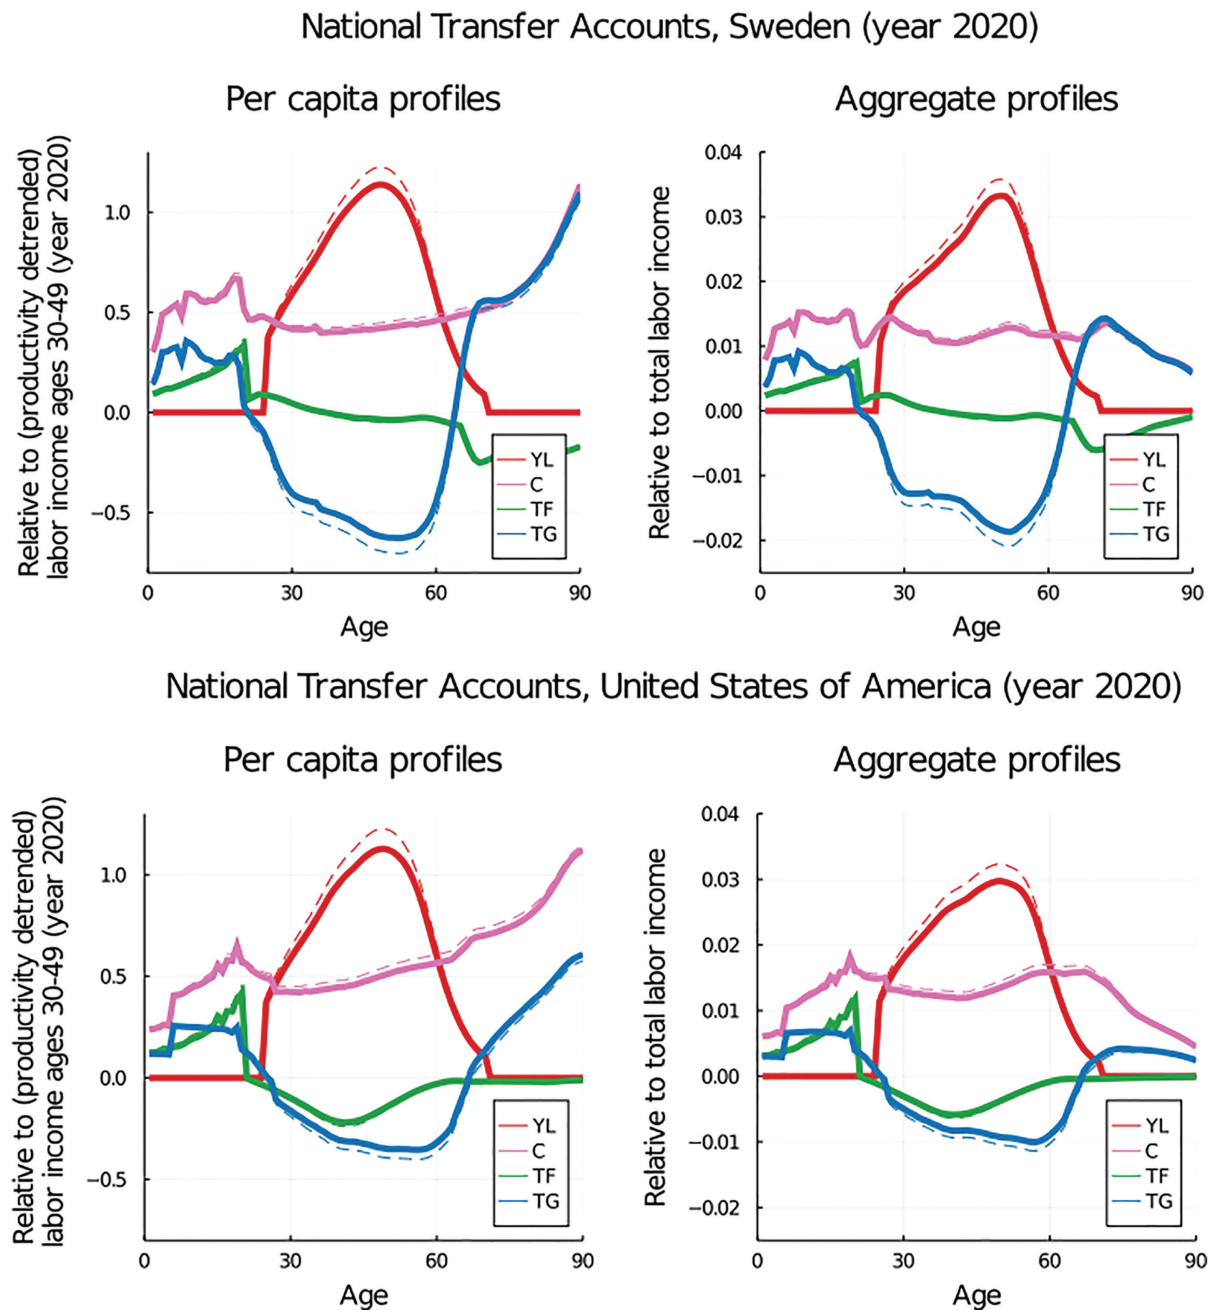 National Transfer Accounts, Sweden (year 2020)
Per capita profiles
Relative to (productivity detrended)
labor income ages 30-49 (year 2020)
1.0
0.5
0.0
−0.5
0
30
60
90
Age
YL
C
TF
TG
Aggregate profiles
Relative to total labor income
0.04
0.03
0.02
0.01
0.00
−0.01
−0.02
0
30
60
90
Age
YL
C
TF
TG
National Transfer Accounts, United States of America (year 2020)
Per capita profiles
Relative to (productivity detrended)
labor income ages 30-49 (year 2020)
1.0
0.5
0.0
−0.5
0
30
60
90
Age
YL
C
TF
TG
Aggregate profiles
Relative to total labor income
0.04
0.03
0.02
0.01
0.00
−0.01
−0.02
0
30
60
90
Age
YL
C
TF
TG